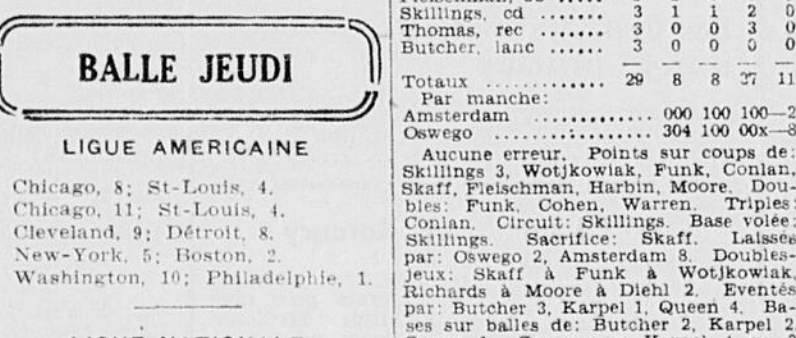 BALLE JEUDI
LIGUE AMERICAINE
Chicago, 8; St-Louis, 4.
Chicago, 11; St-Louis, 4.
Cleveland, 9; Détroit, 8.
New-York, 5; Boston, 2.
Washington, 10; Philadelphie, 1.
Skillings, cd ....... 3 1 1 2 0
Thomas, rec ....... 3 0 0 3 0
Butcher, lanc ...... 3 0 0 0 0
Totaux ............. 29 8 8 27 11
Par manche:
Amsterdam ............. 000 100 100—2
Oswego ................ 304 100 00x—8
Aucune erreur. Points sur coups de:
Skillings 3, Wotjkowiak, Funk, Conlan,
Skaff, Fleischman, Harbin, Moore. Dou-
bles: Funk, Cohen, Warren. Triples:
Conlan. Circuit: Skillings. Base volée:
Skillings. Sacrifice: Skaff. Laissés
par: Oswego 2, Amsterdam 8. Doubles-
jeux: Skaff à Funk à Wotjkowiak,
Richards à Moore à Diehl 2. Eventés
par: Butcher 3, Karpel 1, Queen 4. Ba-
ses sur balles de: Butcher 2, Karpel 2,